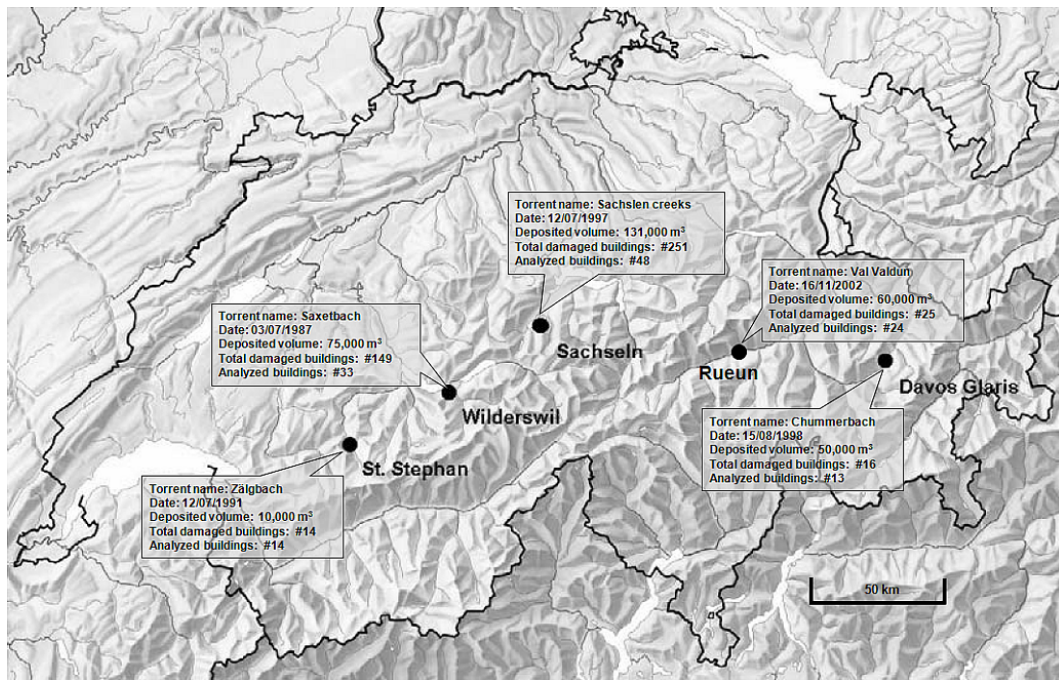 Torrent name: Sachslen creeks
Date: 12/07/1997
Deposited volume: 131,000 m³
Total damaged buildings: #251
Analyzed buildings: #48
Torrent name: Val Valdun
Date: 16/11/2002
Deposited volume: 60,000 m³
Total damaged buildings: #25
Analyzed buildings: #24
Torrent name: Saxetbach
Date: 03/07/1987
Deposited volume: 75,000 m³
Total damaged buildings: #149
Analyzed buildings: #33
Sachseln
Rueun
Davos Glaris
Wilderswil
St. Stephan
Torrent name: Chummerbach
Date: 15/08/1998
Deposited volume: 50,000 m³
Total damaged buildings: #16
Analyzed buildings: #13
Torrent name: Zälgbach
Date: 12/07/1991
Deposited volume: 10,000 m³
Total damaged buildings: #14
Analyzed buildings: #14
50 km